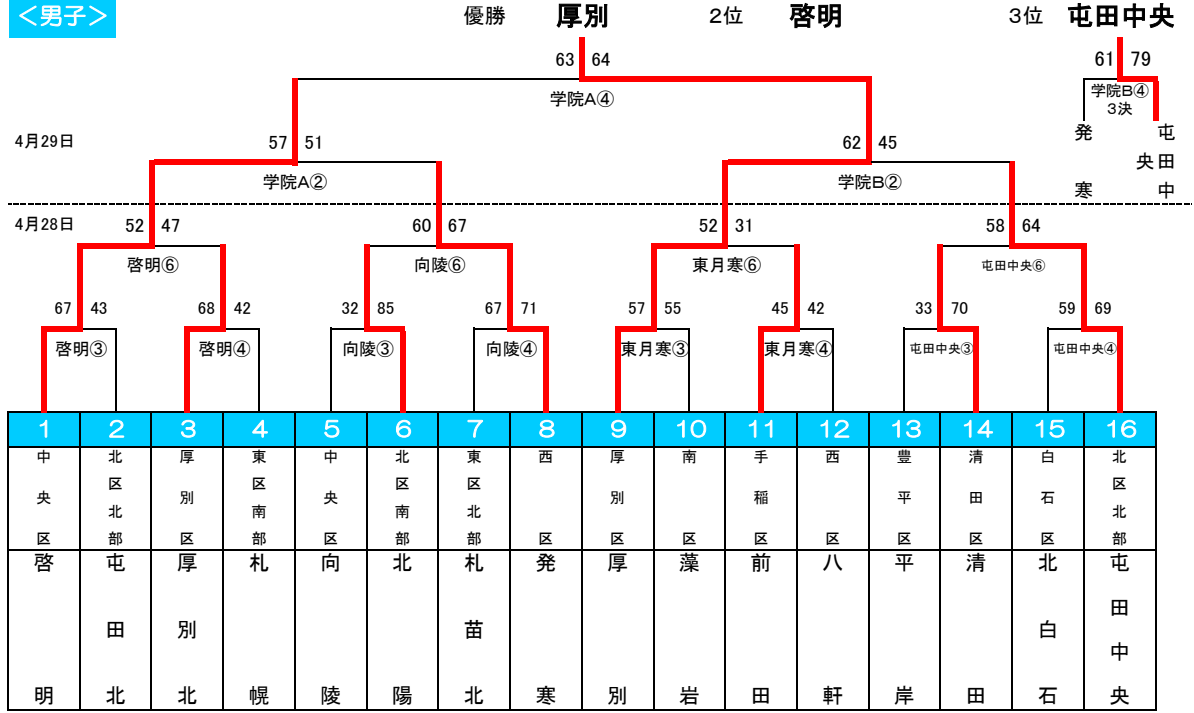 ＜男子＞ 優勝 厚別 2位 啓明 3位 屯田中央
63 64 61 79
学院A④ 学院B④
3決
4月29日 57 51 62 45 発寒 屯田中央
学院A② 学院B②
4月28日 52 47 60 67 52 31 58 64
啓明⑥ 向陵⑥ 東月寒⑥ 屯田中央⑥
67 43 68 42 32 85 67 71 57 55 45 42 33 70 59 69
啓明③ 啓明④ 向陵③ 向陵④ 東月寒③ 東月寒④ 屯田中央③ 屯田中央④
1 2 3 4 5 6 7 8 9 10 11 12 13 14 15 16
中央区 北区北部 厚別区 東区南部 中央区 北区南部 東区北部 西区 厚別区 南区 手稲区 西区 豊平区 清田区 白石区 北区北部
啓明 屯田北 厚別北 札幌 向陵 北陽 札苗北 発寒 厚別 藻岩 前田 八軒 平岸 清田 北白石 屯田中央